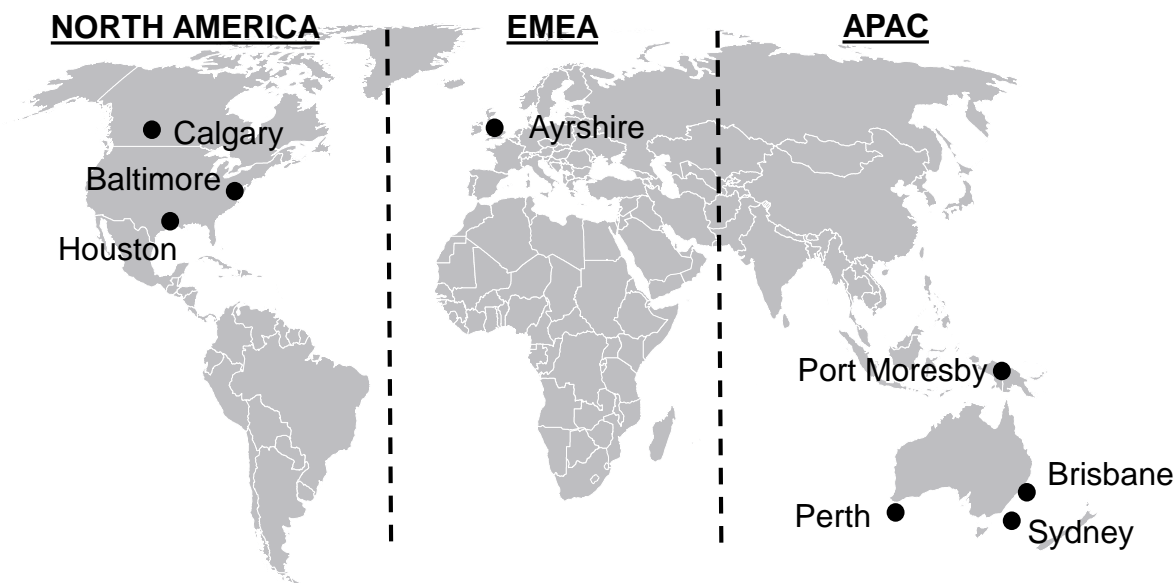 NORTH AMERICA
EMEA
APAC
Calgary
Ayrshire
Baltimore
Houston
Port Moresby
Brisbane
Perth
Sydney